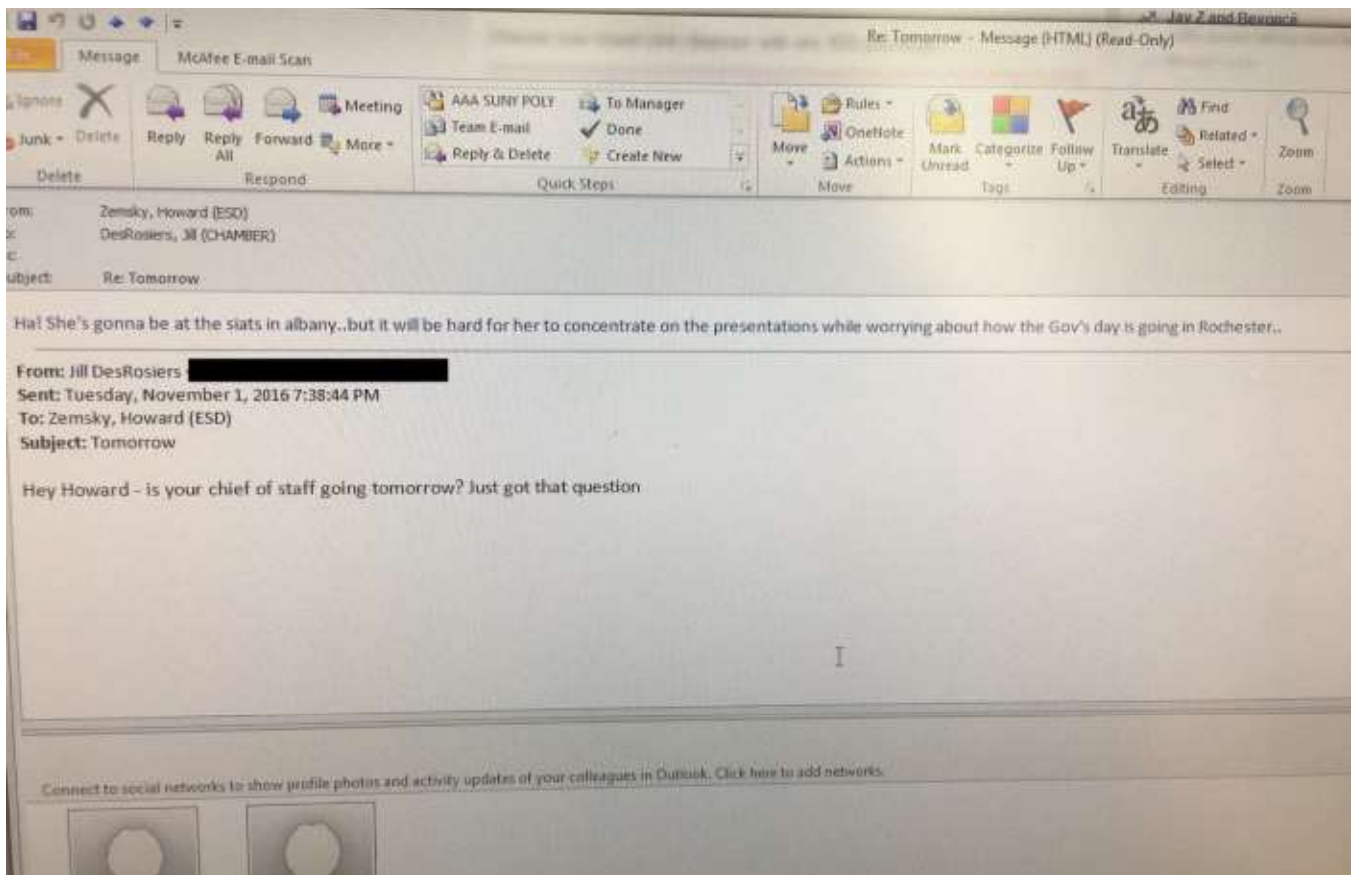 Jay Z and Beyoncé
Re: Tomorrow - Message (HTML) (Read-Only)
Message McAfee E-mail Scan
Ignore
Junk Delete
Reply Reply All Forward
Meeting
More
AAA SUNY POLY To Manager
Team E-mail Done
Reply & Delete Create New
Move
Rules
OneNote
Actions
Mark Unread Categorize Follow Up
Translate
Find
Related
Select
Zoom
Delete Respond Quick Steps Move Tags Editing Zoom
om: Zemsky, Howard (ESD)
DesRosiers, Jill (CHAMBER)
c
ubject: Re: Tomorrow
Ha! She's gonna be at the siats in albany..but it will be hard for her to concentrate on the presentations while worrying about how the Gov's day is going in Rochester..
From: Jill DesRosiers
Sent: Tuesday, November 1, 2016 7:38:44 PM
To: Zemsky, Howard (ESD)
Subject: Tomorrow
Hey Howard - is your chief of staff going tomorrow? Just got that question
Connect to social networks to show profile photos and activity updates of your colleagues in Outlook. Click here to add networks.